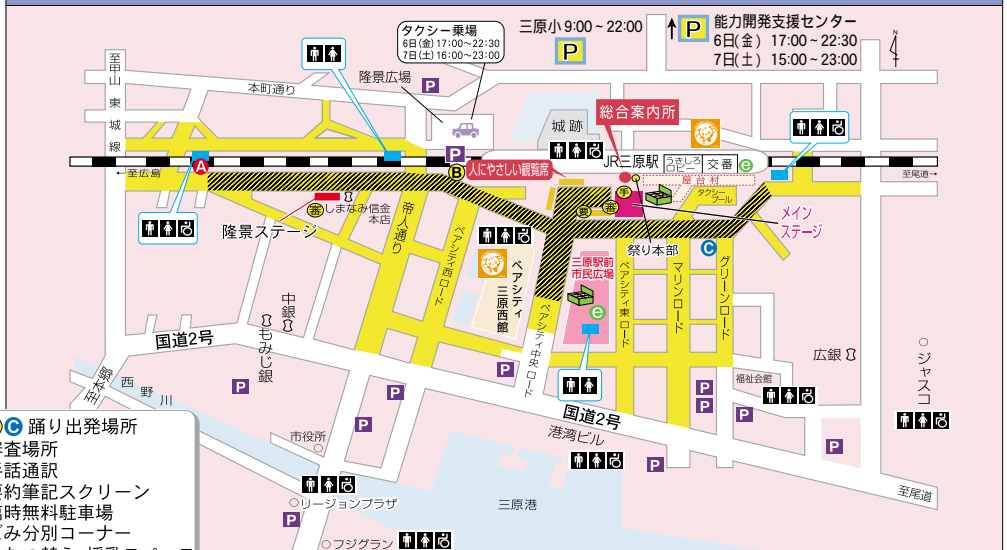 三原小 9:00~22:00
P
P
能力開発支援センター
6日(金) 17:00~22:30
7日(土) 15:00~23:00
N
タクシー乗場
6日(金) 17:00~22:30
7日(土) 16:00~23:00
至甲山
東城線
本町通り
隆景広場
P
城跡
総合案内所
P
JR三原駅
うきしろロビー
交番
e
←至広島
A
B
人にやさしい観覧席
至尾道→
屋台村
タクシープール
手
要
審
メインステージ
祭り本部
審
しまなみ信金本店
隆景ステージ
帝人通り
ペアシティ西ロード
ペアシティ三原西館
三原駅前市民広場
e
ペアシティ東ロード
マリンロード
グリーンロード
C
ペアシティ中央ロード
中銀
もみじ銀
国道2号
国道2号
広銀
ジャスコ
福祉会館
至本郷
西野川
P
P
P
P
P
P
P
P
P
P
市役所
港湾ビル
リージョンプラザ
三原港
至尾道
フジグラン
C 踊り出発場所
審査場所
手話通訳
要約筆記スクリーン
臨時無料駐車場
ごみ分別コーナー